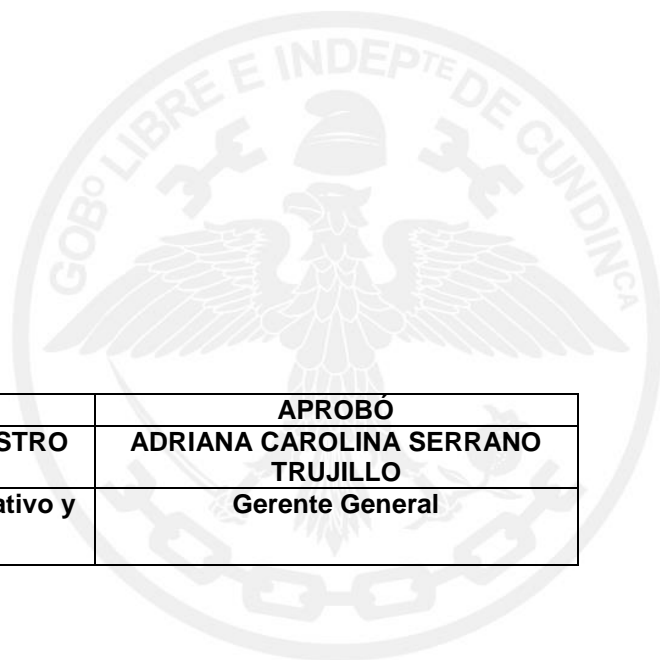 GOBº LIBRE E INDEPTE DE CUNDINCA
APROBÓ
STRO ADRIANA CAROLINA SERRANO
TRUJILLO
ativo y Gerente General